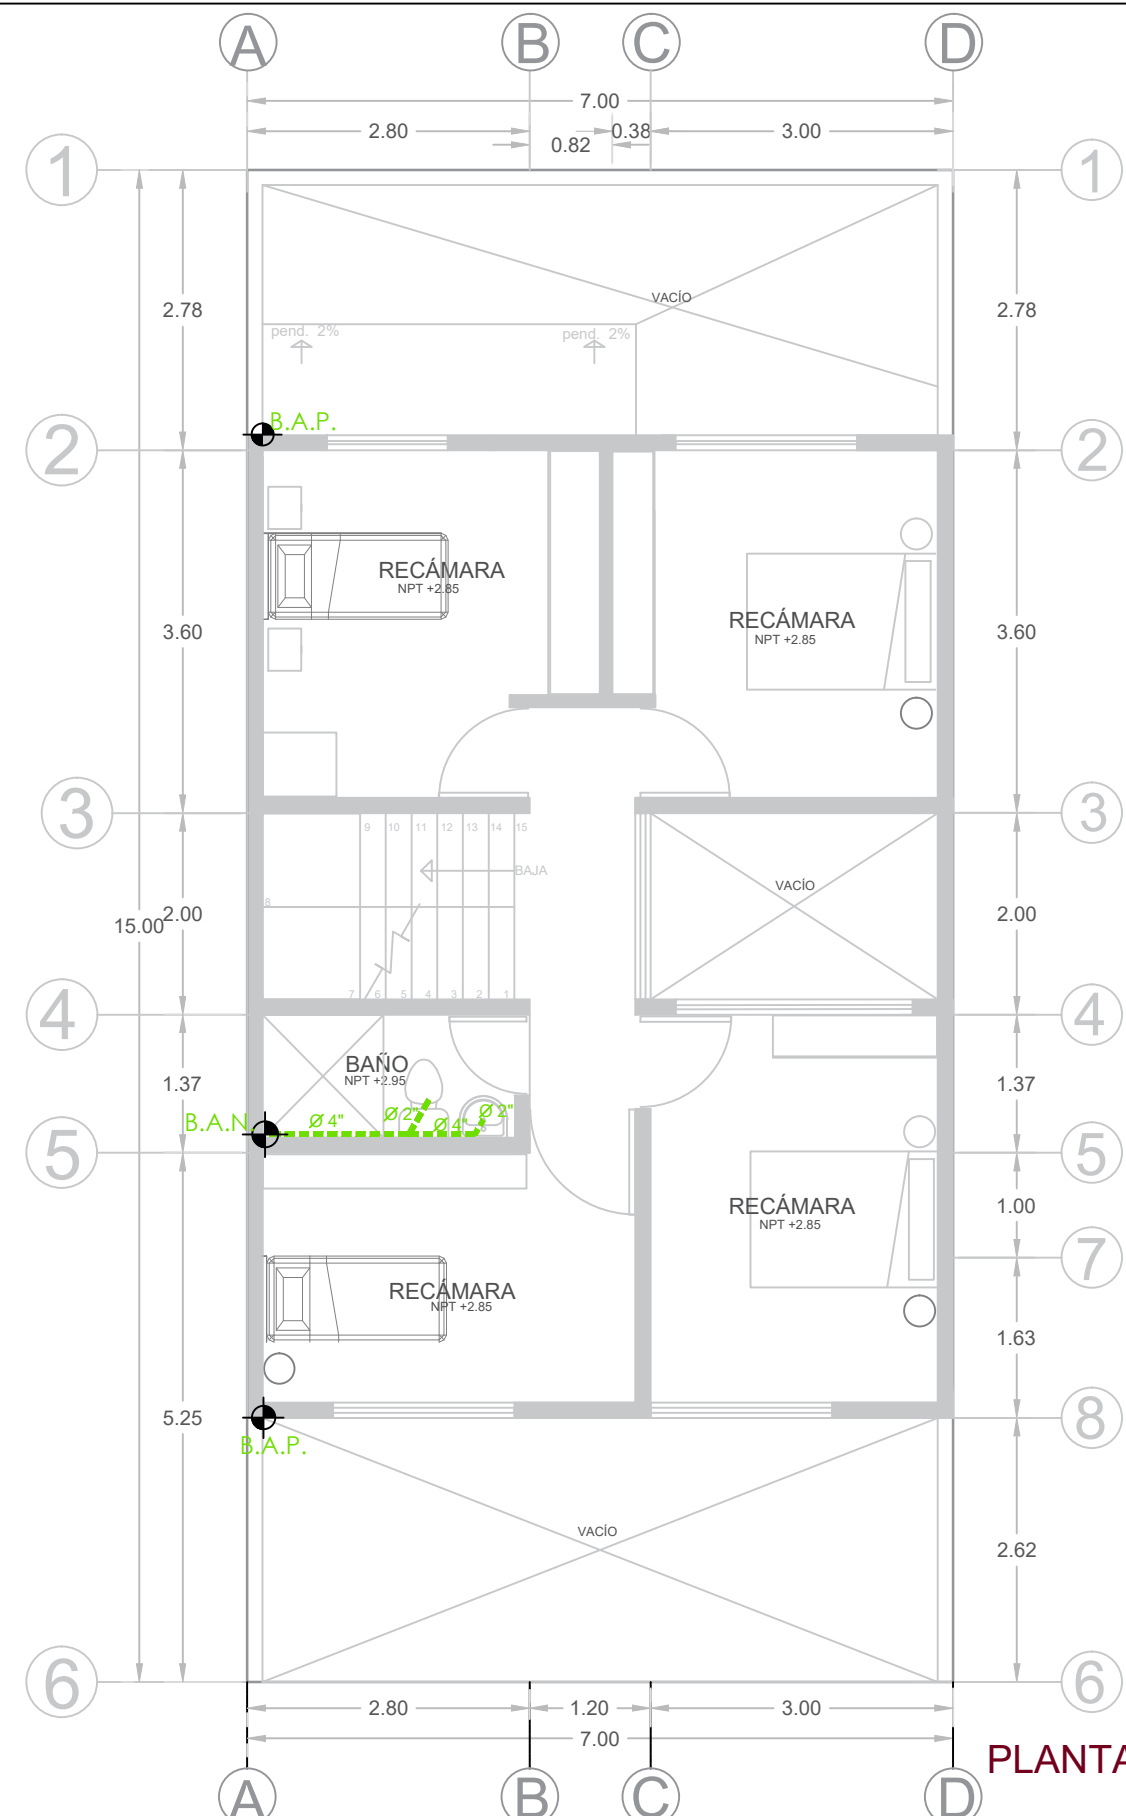 A B C D
7.00
2.80 0.82 0.38 3.00
1 1
2.78 2.78
VACÍO
pend. 2% pend. 2%
B.A.P.
2 2
RECÁMARA
NPT +2.85
RECÁMARA
NPT +2.85
3.60 3.60
3 3
9 10 11 12 13 14 15
BAJA
VACÍO
8
15.00 2.00 2.00
7 6 5 4 3 2 1
4 4
BAÑO
NPT +2.95
1.37 1.37
Ø 4" Ø 2" Ø 4" Ø 2"
B.A.N.
5 5
RECÁMARA
NPT +2.85
1.00
7
RECÁMARA
NPT +2.85
1.63
5.25
8
B.A.P.
VACÍO
2.62
6 6
2.80 1.20 3.00
7.00
PLANTA
A B C D